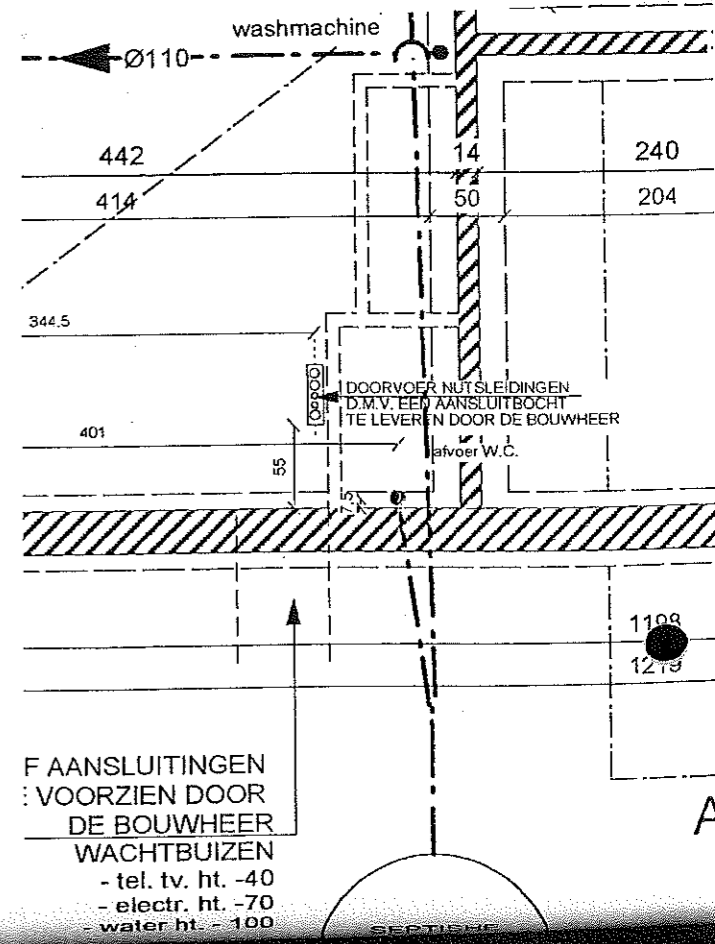 washmachine
Ø110
442
14
240
414
50
204
344.5
DOORVOER NUTSLEIDINGEN
D.M.V. EEN AANSLUITBOCHT
TE LEVEREN DOOR DE BOUWHEER
401
afvoer W.C.
55
7,5
1198
1219
F AANSLUITINGEN
VOORZIEN DOOR
DE BOUWHEER
WACHTBUIZEN
- tel. tv. ht. -40
- electr. ht. -70
- water ht. - 100
A